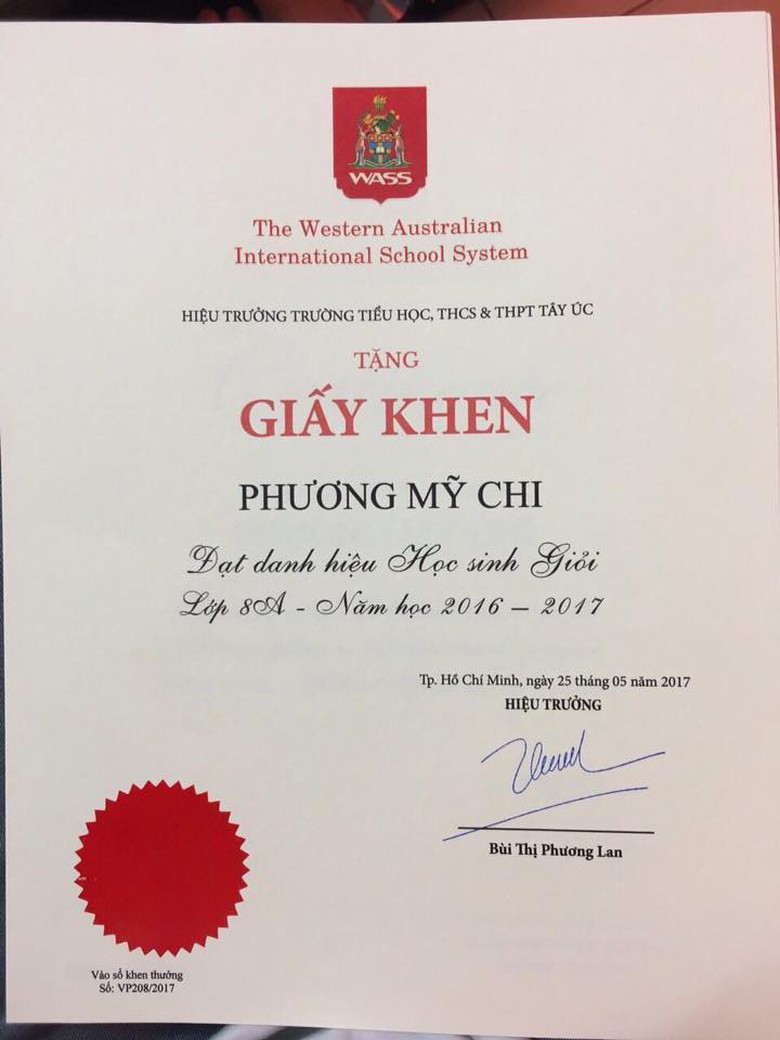 WASS
The Western Australian
International School System
HIỆU TRƯỞNG TRƯỜNG TIỂU HỌC, THCS & THPT TÂY ÚC
TẶNG
GIẤY KHEN
PHƯƠNG MỸ CHI
Đạt danh hiệu Học sinh Giỏi
Lớp 8A - Năm học 2016 – 2017
Tp. Hồ Chí Minh, ngày 25 tháng 05 năm 2017
HIỆU TRƯỞNG
Bùi Thị Phương Lan
Vào sổ khen thưởng
Số: VP208/2017